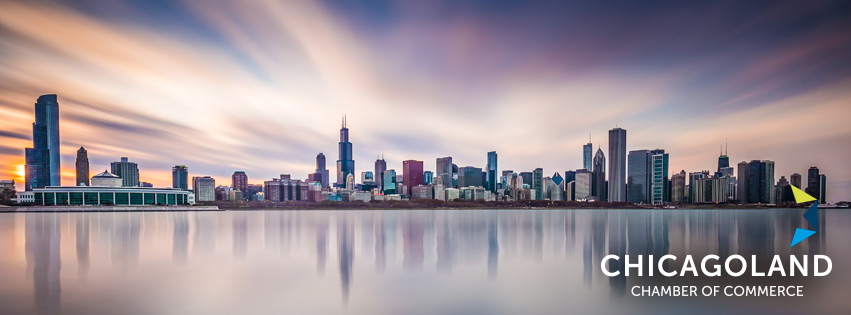 CHICAGOLAND
CHAMBER OF COMMERCE